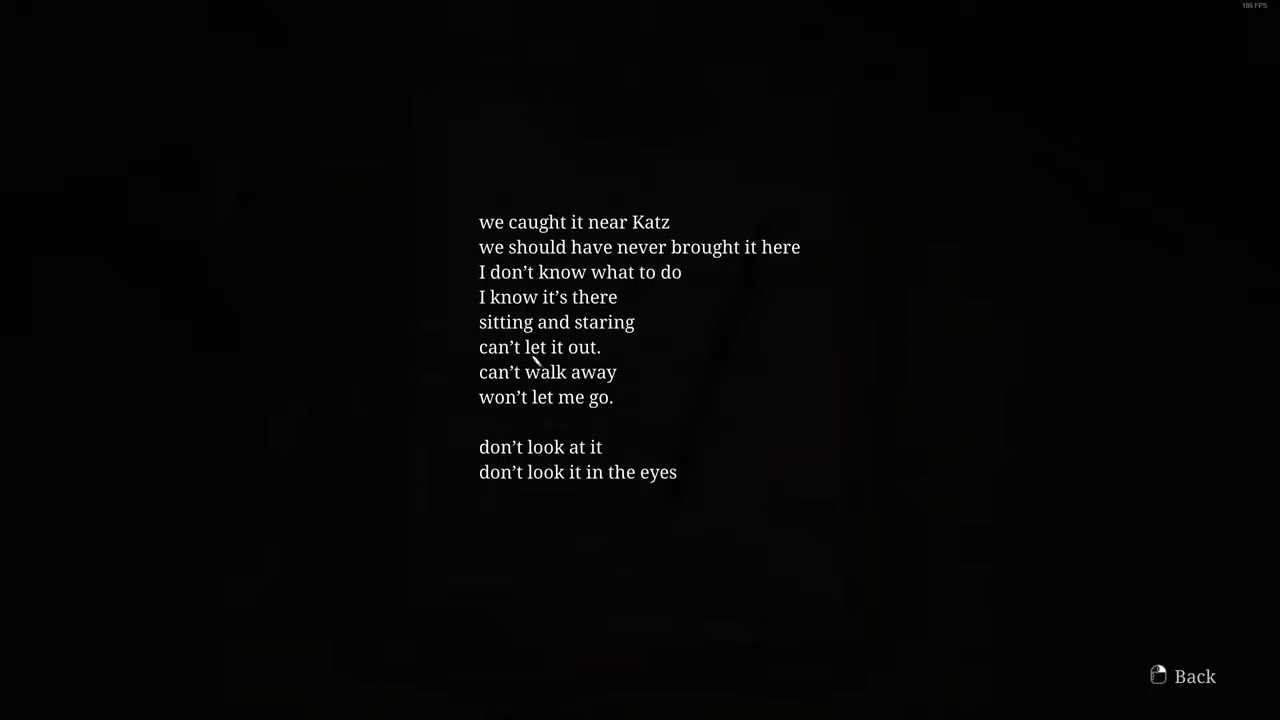 186 FPS
we caught it near Katz
we should have never brought it here
I don’t know what to do
I know it’s there
sitting and staring
can’t let it out.
can’t walk away
won’t let me go.
don’t look at it
don’t look it in the eyes
Back